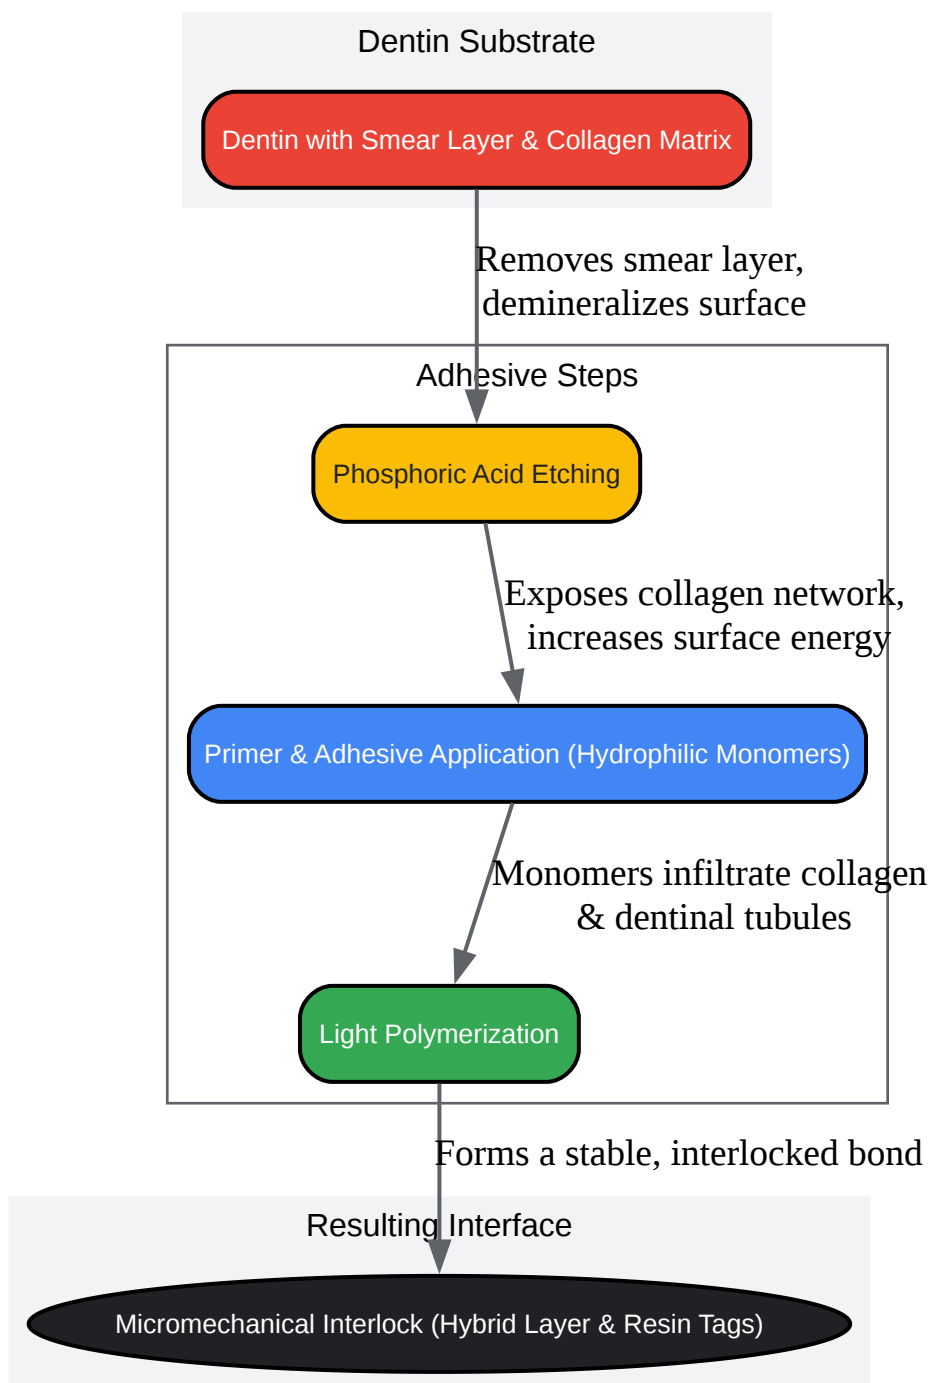 Dentin Substrate
Dentin with Smear Layer & Collagen Matrix
Removes smear layer,
demineralizes surface
Adhesive Steps
Phosphoric Acid Etching
Exposes collagen network,
increases surface energy
Primer & Adhesive Application (Hydrophilic Monomers)
Monomers infiltrate collagen
& dentinal tubules
Light Polymerization
Forms a stable, interlocked bond
Resulting Interface
Micromechanical Interlock (Hybrid Layer & Resin Tags)